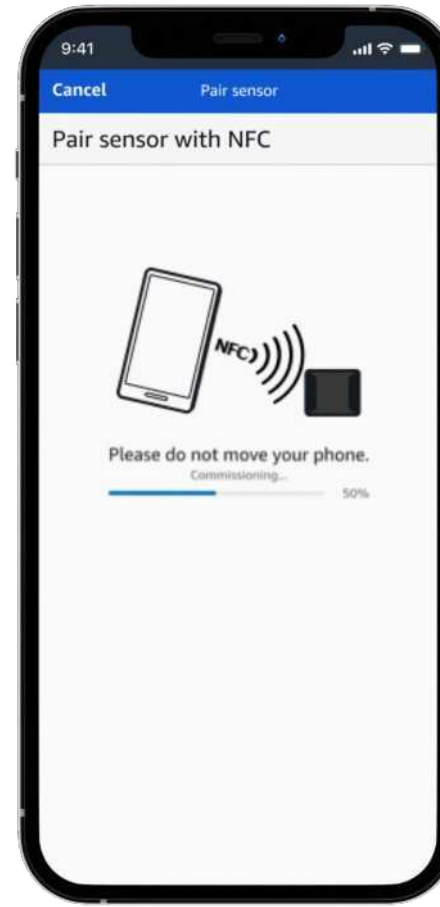 9:41
Cancel Pair sensor
Pair sensor with NFC
NFC
Please do not move your phone.
Commissioning...
50%